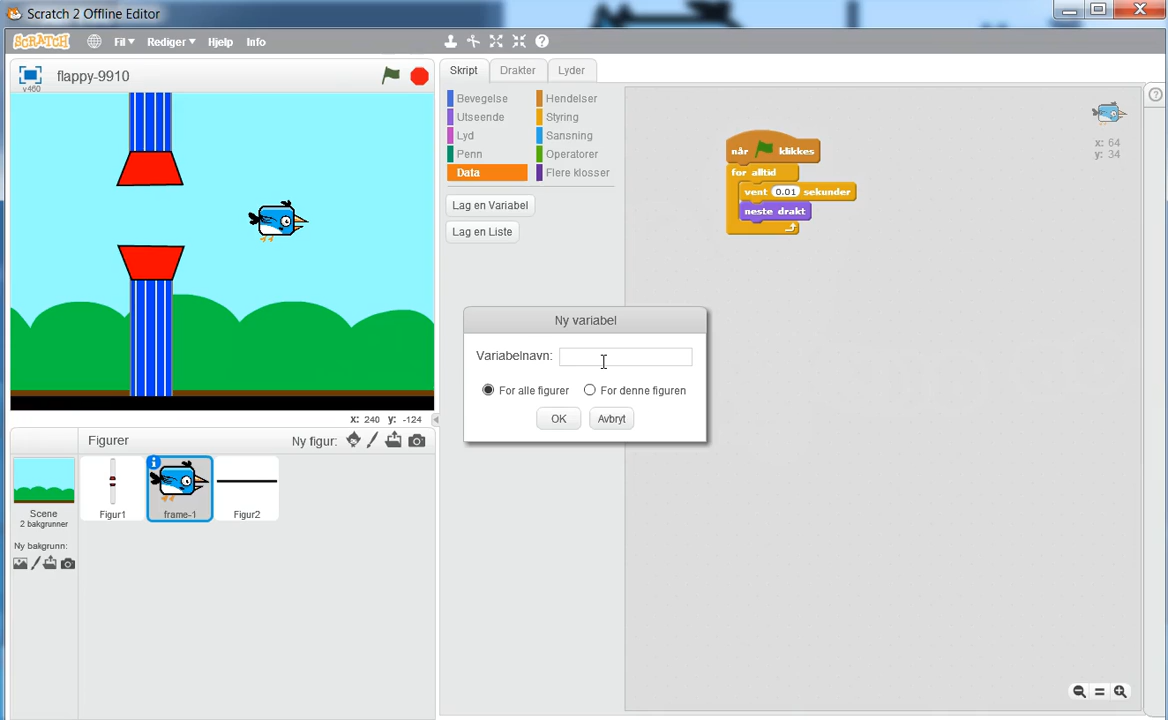 Scratch 2 Offline Editor
SCRATCH
Fil Rediger Hjelp Info
v460
flappy-9910
Skript Drakter Lyder
Bevegelse Hendelser
Utseende Styring
Lyd Sansning
Penn Operatorer
Data Flere klosser
Lag en Variabel
Lag en Liste
når klikkes
for alltid
vent 0.01 sekunder
neste drakt
x: 64
y: 34
Ny variabel
Variabelnavn:
For alle figurer For denne figuren
OK Avbryt
x: 240 y: -124
Figurer Ny figur:
Scene
2 bakgrunner
Ny bakgrunn:
Figur1 frame-1 Figur2